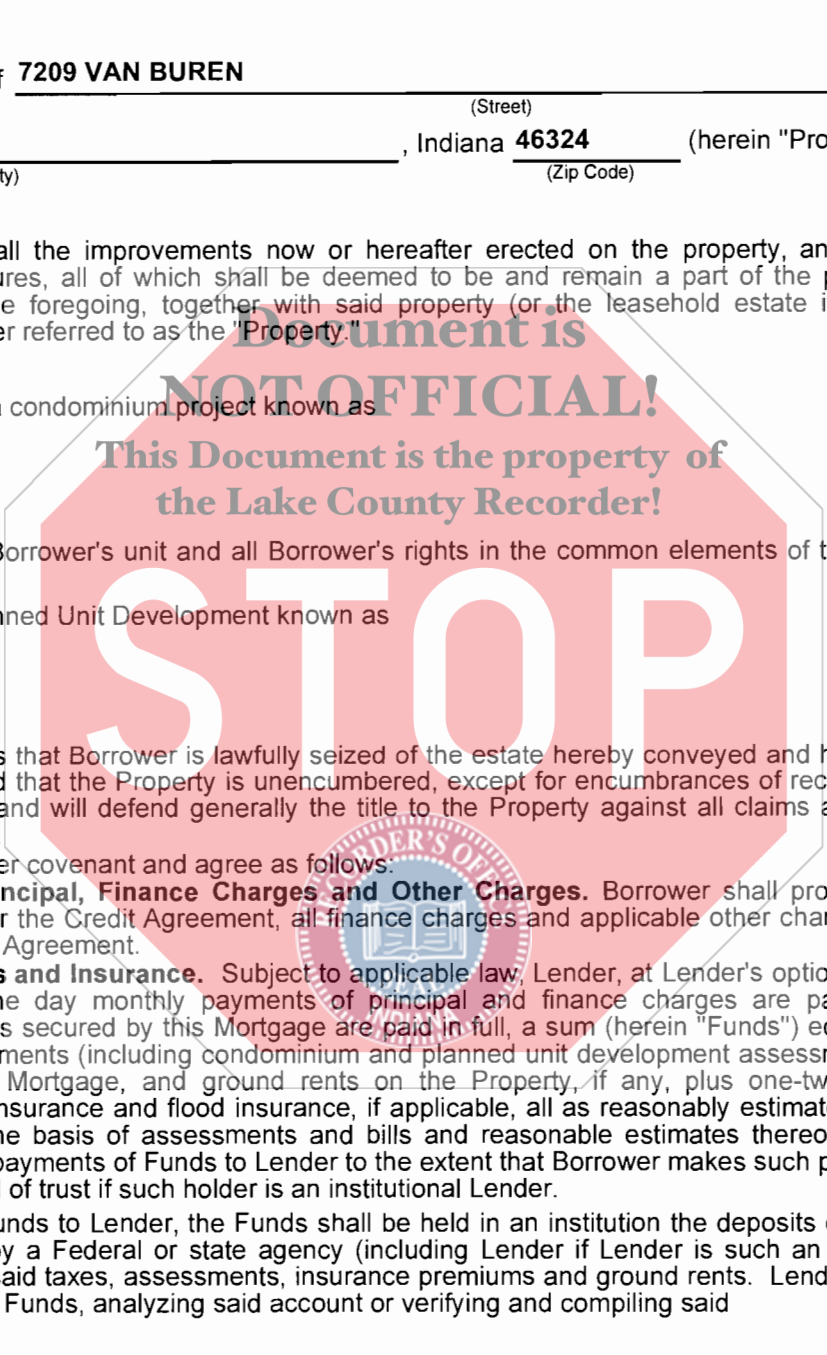 f 7209 VAN BUREN
(Street)
, Indiana 46324 (herein "Pro
ty)
(Zip Code)
all the improvements now or hereafter erected on the property, an
ures, all of which shall be deemed to be and remain a part of the p
e foregoing, together with said property (or the leasehold estate i
er referred to as the "Property."
Document is
NOT OFFICIAL!
a condominium project known as
This Document is the property of
the Lake County Recorder!
Borrower's unit and all Borrower's rights in the common elements of t
nned Unit Development known as
STOP
s that Borrower is lawfully seized of the estate hereby conveyed and h
d that the Property is unencumbered, except for encumbrances of rec
and will defend generally the title to the Property against all claims a
er covenant and agree as follows:
ncipal, Finance Charges and Other Charges. Borrower shall pro
r the Credit Agreement, all finance charges and applicable other char
Agreement.
s and Insurance. Subject to applicable law, Lender, at Lender's optio
ne day monthly payments of principal and finance charges are pa
s secured by this Mortgage are paid in full, a sum (herein "Funds") eq
ments (including condominium and planned unit development assessm
Mortgage, and ground rents on the Property, if any, plus one-tw
nsurance and flood insurance, if applicable, all as reasonably estimate
ne basis of assessments and bills and reasonable estimates thereo
payments of Funds to Lender to the extent that Borrower makes such p
d of trust if such holder is an institutional Lender.
unds to Lender, the Funds shall be held in an institution the deposits o
by a Federal or state agency (including Lender if Lender is such an
said taxes, assessments, insurance premiums and ground rents. Lend
Funds, analyzing said account or verifying and compiling said
RECORDER'S OFFICE
SEAL
INDIANA